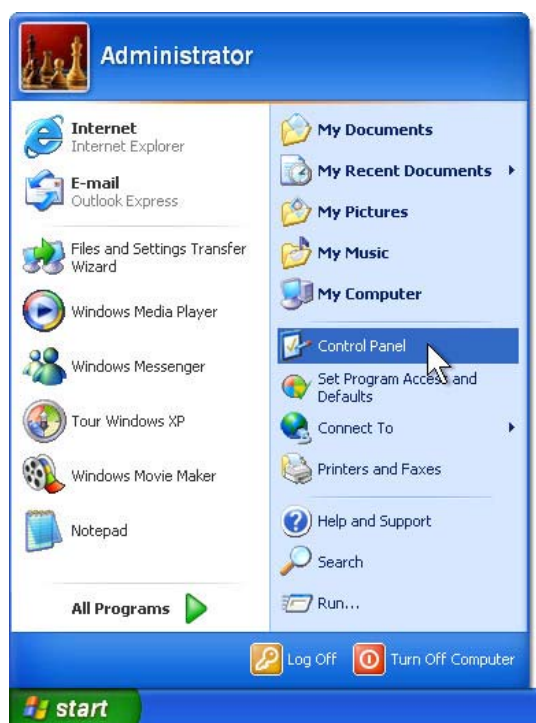 Administrator
Internet
Internet Explorer
E-mail
Outlook Express
Files and Settings Transfer
Wizard
Windows Media Player
Windows Messenger
Tour Windows XP
Windows Movie Maker
Notepad
All Programs
My Documents
My Recent Documents
My Pictures
My Music
My Computer
Control Panel
Set Program Access and
Defaults
Connect To
Printers and Faxes
Help and Support
Search
Run...
Log Off
Turn Off Computer
start